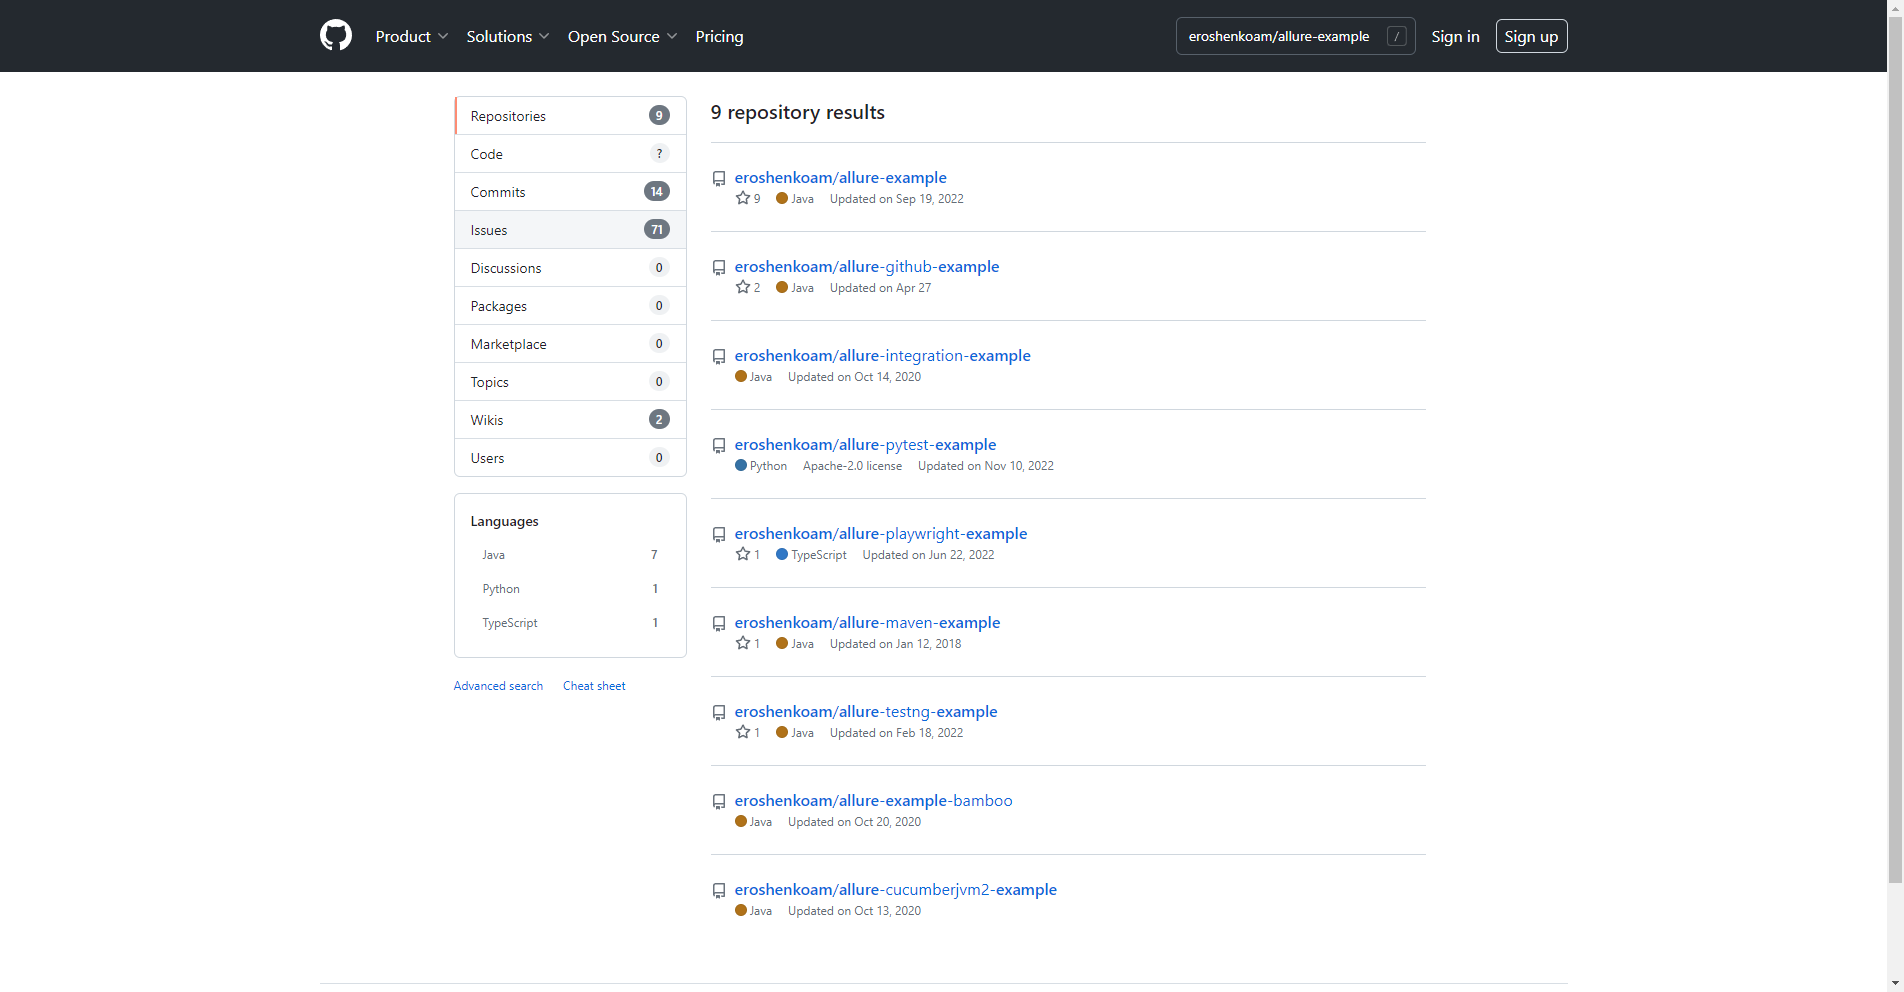 Product Solutions Open Source Pricing eroshenkoam/allure-example / Sign in Sign up
Repositories 9
Code ?
Commits 14
Issues 71
Discussions 0
Packages 0
Marketplace 0
Topics 0
Wikis 2
Users 0
Languages
Java 7
Python 1
TypeScript 1
Advanced search Cheat sheet
9 repository results
eroshenkoam/allure-example
9 Java Updated on Sep 19, 2022
eroshenkoam/allure-github-example
2 Java Updated on Apr 27
eroshenkoam/allure-integration-example
Java Updated on Oct 14, 2020
eroshenkoam/allure-pytest-example
Python Apache-2.0 license Updated on Nov 10, 2022
eroshenkoam/allure-playwright-example
1 TypeScript Updated on Jun 22, 2022
eroshenkoam/allure-maven-example
1 Java Updated on Jan 12, 2018
eroshenkoam/allure-testng-example
1 Java Updated on Feb 18, 2022
eroshenkoam/allure-example-bamboo
Java Updated on Oct 20, 2020
eroshenkoam/allure-cucumberjvm2-example
Java Updated on Oct 13, 2020